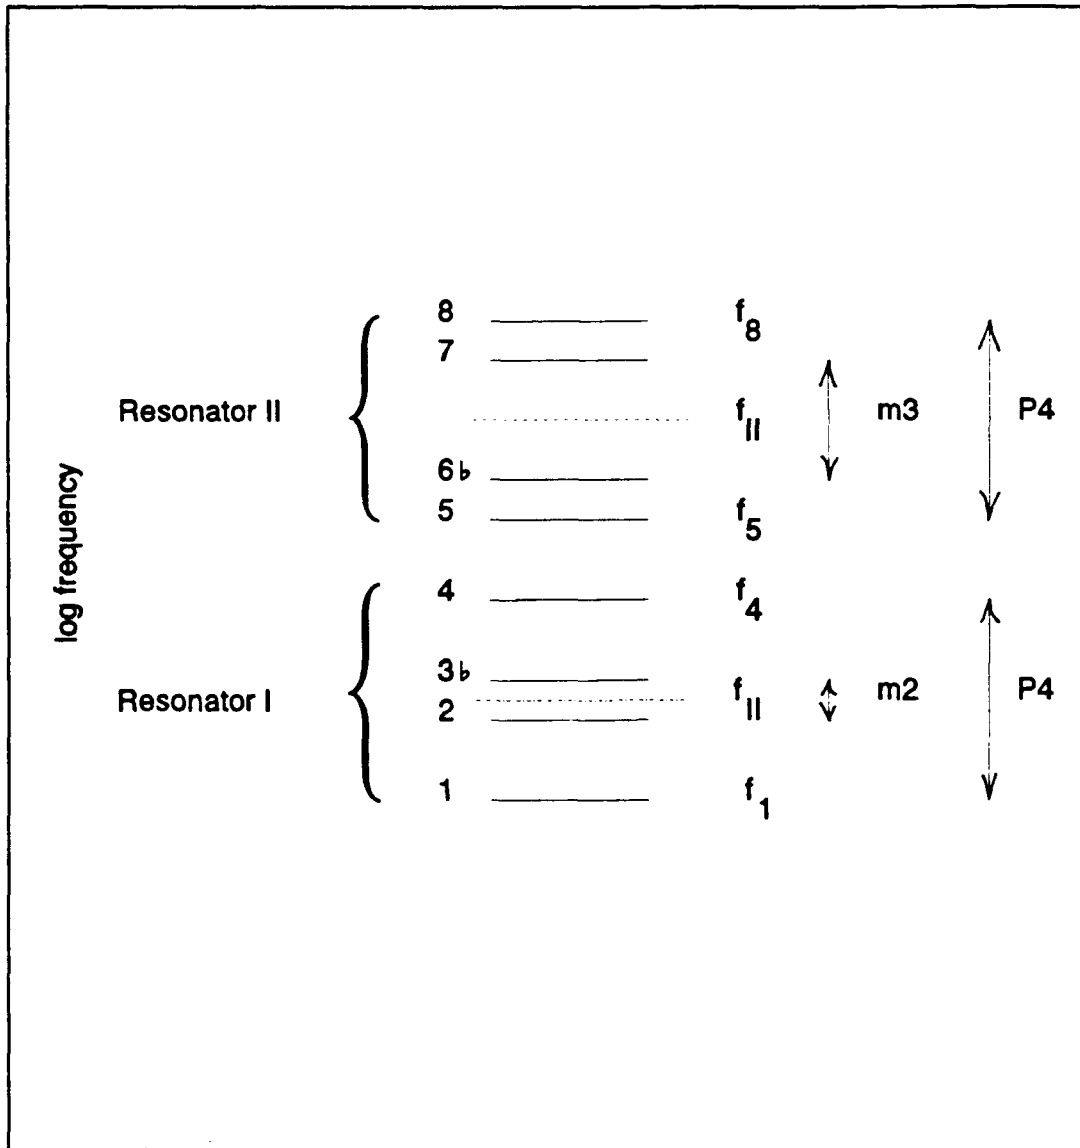 8 f8
7
Resonator II fII m3 P4
6♭
5 f5
log frequency
4 f4
3♭
Resonator I fII m2 P4
2
1 f1